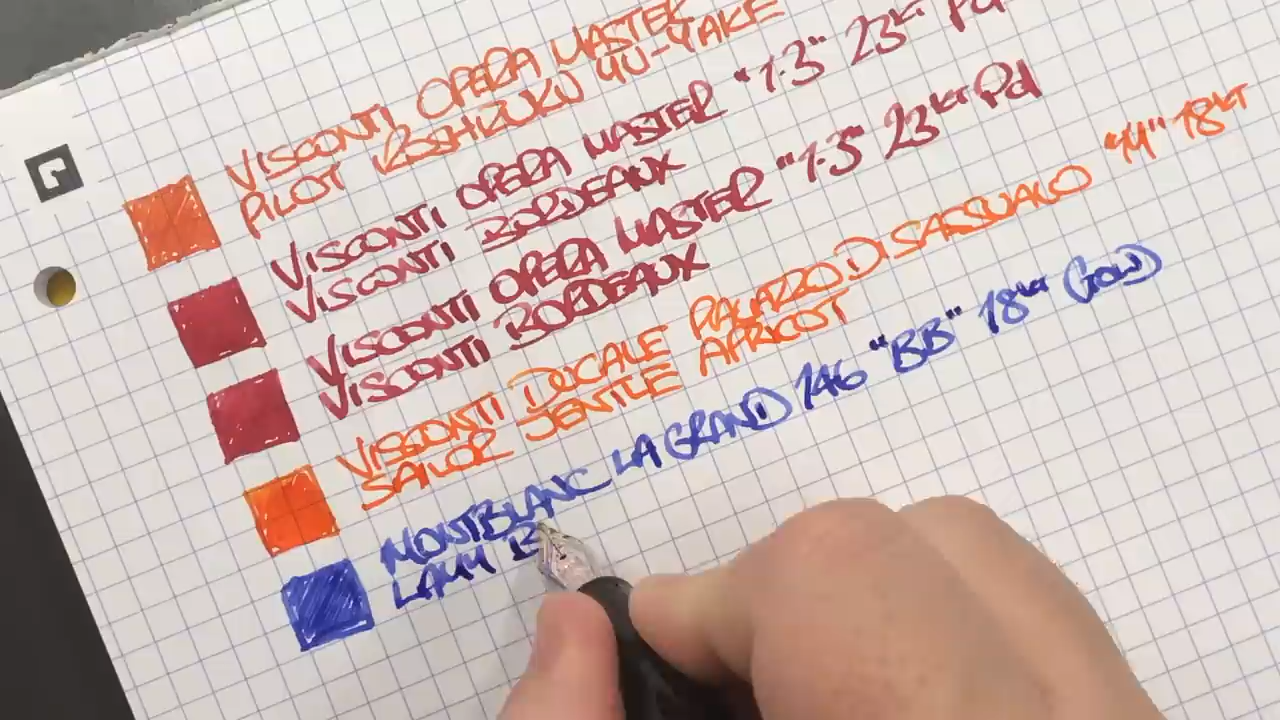 VISCONTI OPERA MASTER
PILOT IROSHIZUKU YU-YAKE
VISCONTI OPERA MASTER "1.3" 23KT Pd
VISCONTI BORDEAUX
VISCONTI OPERA MASTER "1.3" 23KT Pd
VISCONTI BORDEAUX
VISCONTI DUCALE PALAZZO DI SASSUALO "M" 18KT
SAILOR JENTLE APRICOT
MONTBLANC LA GRAND 146 "BB" 18KT GOLD
LAMY B